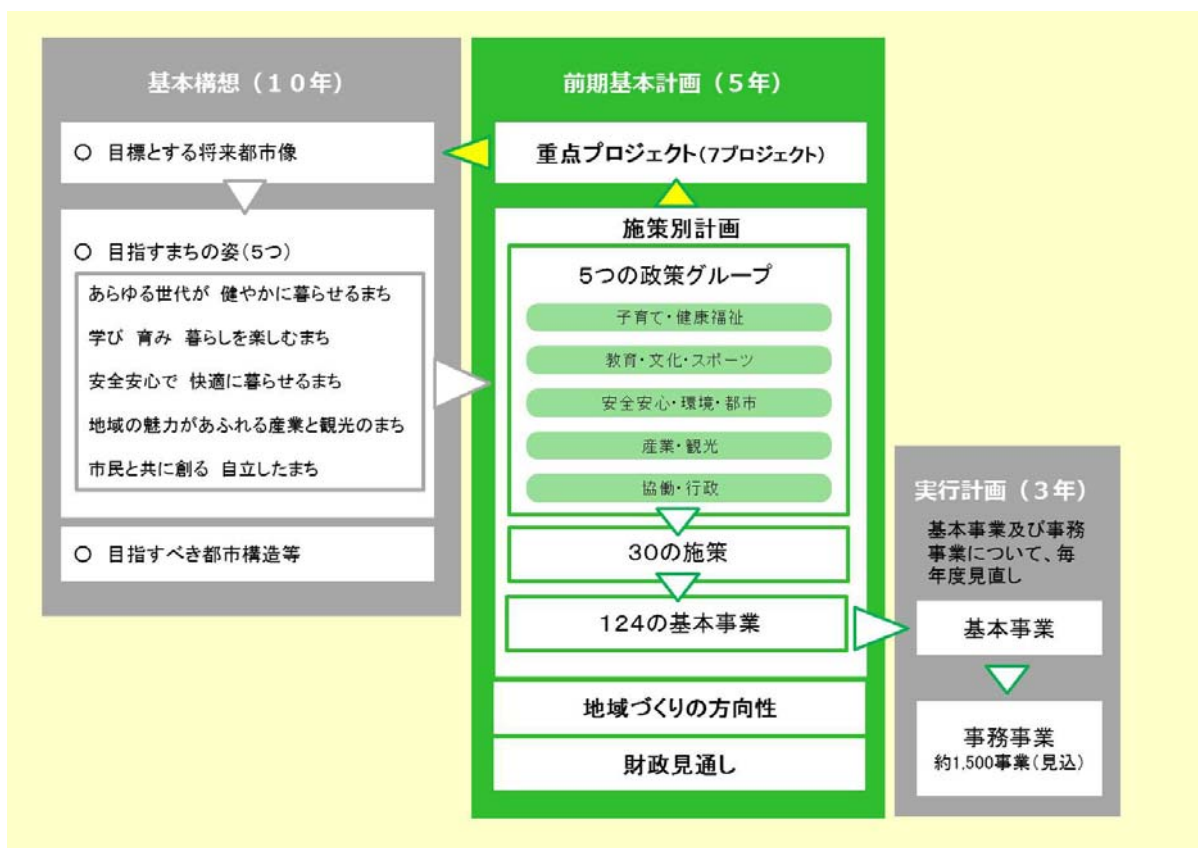 基本構想（１０年）
○ 目標とする将来都市像
○ 目指すまちの姿（５つ）
あらゆる世代が 健やかに暮らせるまち
学び 育み 暮らしを楽しむまち
安全安心で 快適に暮らせるまち
地域の魅力があふれる産業と観光のまち
市民と共に創る 自立したまち
○ 目指すべき都市構造等
前期基本計画（５年）
重点プロジェクト（７プロジェクト）
施策別計画
５つの政策グループ
子育て・健康福祉
教育・文化・スポーツ
安全安心・環境・都市
産業・観光
協働・行政
３０の施策
１２４の基本事業
地域づくりの方向性
財政見通し
実行計画（３年）
基本事業及び事務
事業について、毎
年度見直し
基本事業
事務事業
約1,500事業（見込）